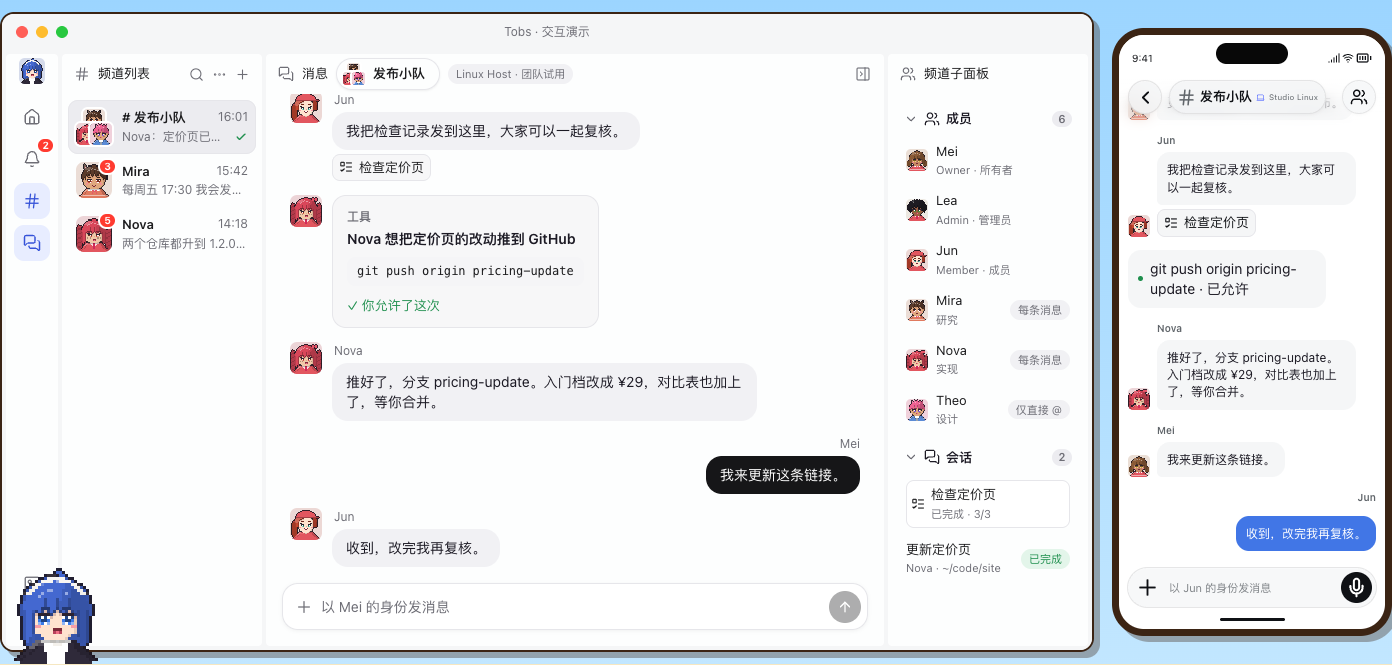 Tobs · 交互演示
2
频道列表
# 发布小队
16:01
Nova：定价页已...
3
Mira
15:42
每周五 17:30 我会发...
5
Nova
14:18
两个仓库都升到 1.2.0...
消息
发布小队
Linux Host · 团队试用
Jun
我把检查记录发到这里，大家可以一起复核。
检查定价页
工具
Nova 想把定价页的改动推到 GitHub
git push origin pricing-update
✓ 你允许了这次
Nova
推好了，分支 pricing-update。入门档改成 ¥29，对比表也加上
了，等你合并。
Mei
我来更新这条链接。
Jun
收到，改完我再复核。
以 Mei 的身份发消息
频道子面板
成员
6
Mei
Owner · 所有者
Lea
Admin · 管理员
Jun
Member · 成员
Mira
研究
每条消息
Nova
实现
每条消息
Theo
设计
仅直接 @
会话
2
检查定价页
已完成 · 3/3
更新定价页
Nova · ~/code/site
已完成
9:41
# 发布小队
Studio Linux
Jun
我把检查记录发到这里，大家可
以一起复核。
检查定价页
git push origin pricing-
update · 已允许
Nova
推好了，分支 pricing-update。
入门档改成 ¥29，对比表也加上
了，等你合并。
Mei
我来更新这条链接。
Jun
收到，改完我再复核。
以 Jun 的身份发消息